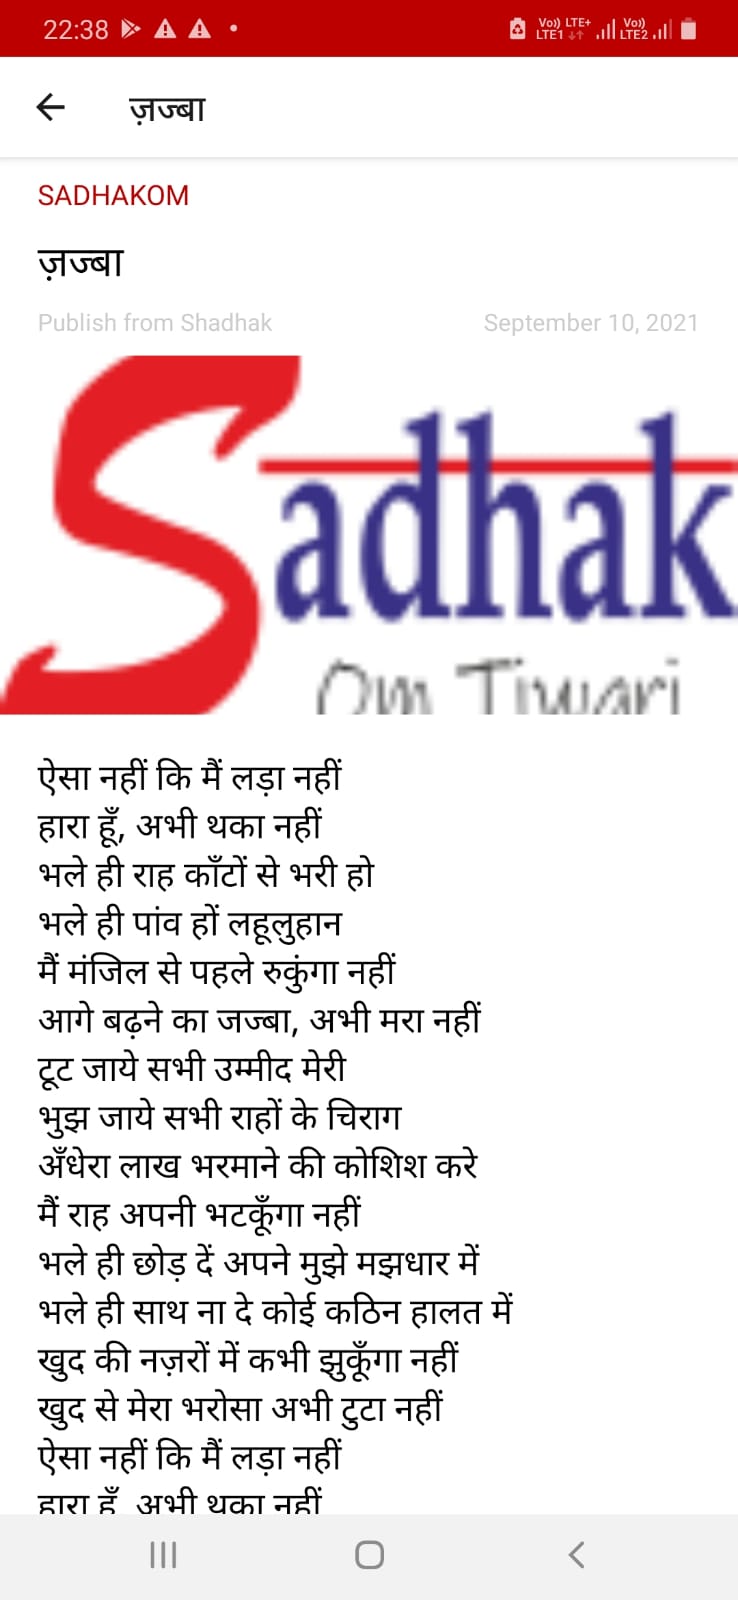 22:38
Vo)) LTE+ Vo))
LTE1 LTE2
ज़ज्बा
SADHAKOM
ज़ज्बा
Publish from Shadhak September 10, 2021
Sadhak
Om Tiwari
ऐसा नहीं कि मैं लड़ा नहीं
हारा हूँ, अभी थका नहीं
भले ही राह काँटों से भरी हो
भले ही पांव हों लहूलुहान
मैं मंजिल से पहले रुकुंगा नहीं
आगे बढ़ने का जज्बा, अभी मरा नहीं
टूट जाये सभी उम्मीद मेरी
भुझ जाये सभी राहों के चिराग
अँधेरा लाख भरमाने की कोशिश करे
मैं राह अपनी भटकूँगा नहीं
भले ही छोड़ दें अपने मुझे मझधार में
भले ही साथ ना दे कोई कठिन हालत में
खुद की नज़रों में कभी झुकूँगा नहीं
खुद से मेरा भरोसा अभी टुटा नहीं
ऐसा नहीं कि मैं लड़ा नहीं
हारा हूँ, अभी थका नहीं